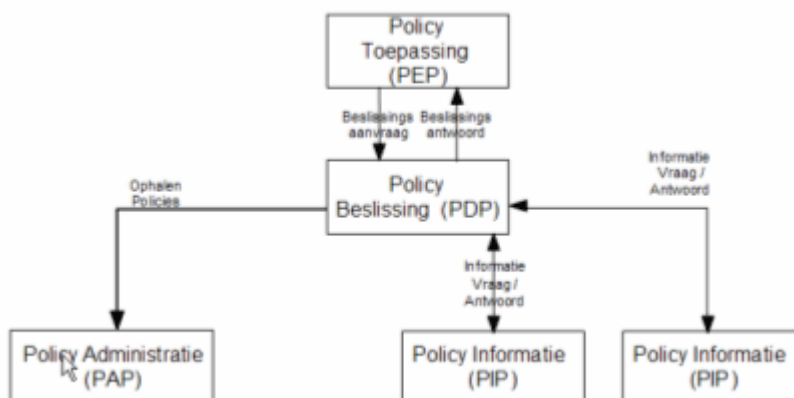 Policy
Toepassing
(PEP)
Beslissings
aanvraag
Beslissings
antwoord
Informatie
Vraag /
Antwoord
Ophalen
Policies
Policy
Beslissing (PDP)
Informatie
Vraag /
Antwoord
Policy Administratie
(PAP)
Policy Informatie
(PIP)
Policy Informatie
(PIP)